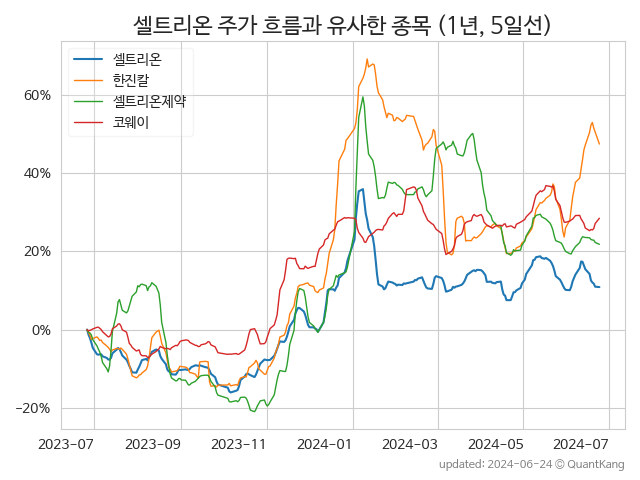 셀트리온 주가 흐름과 유사한 종목 (1년, 5일선)
셀트리온
한진칼
셀트리온제약
코웨이
60%
40%
20%
0%
−20%
2023-07 2023-09 2023-11 2024-01 2024-03 2024-05 2024-07
updated: 2024-06-24 © QuantKang